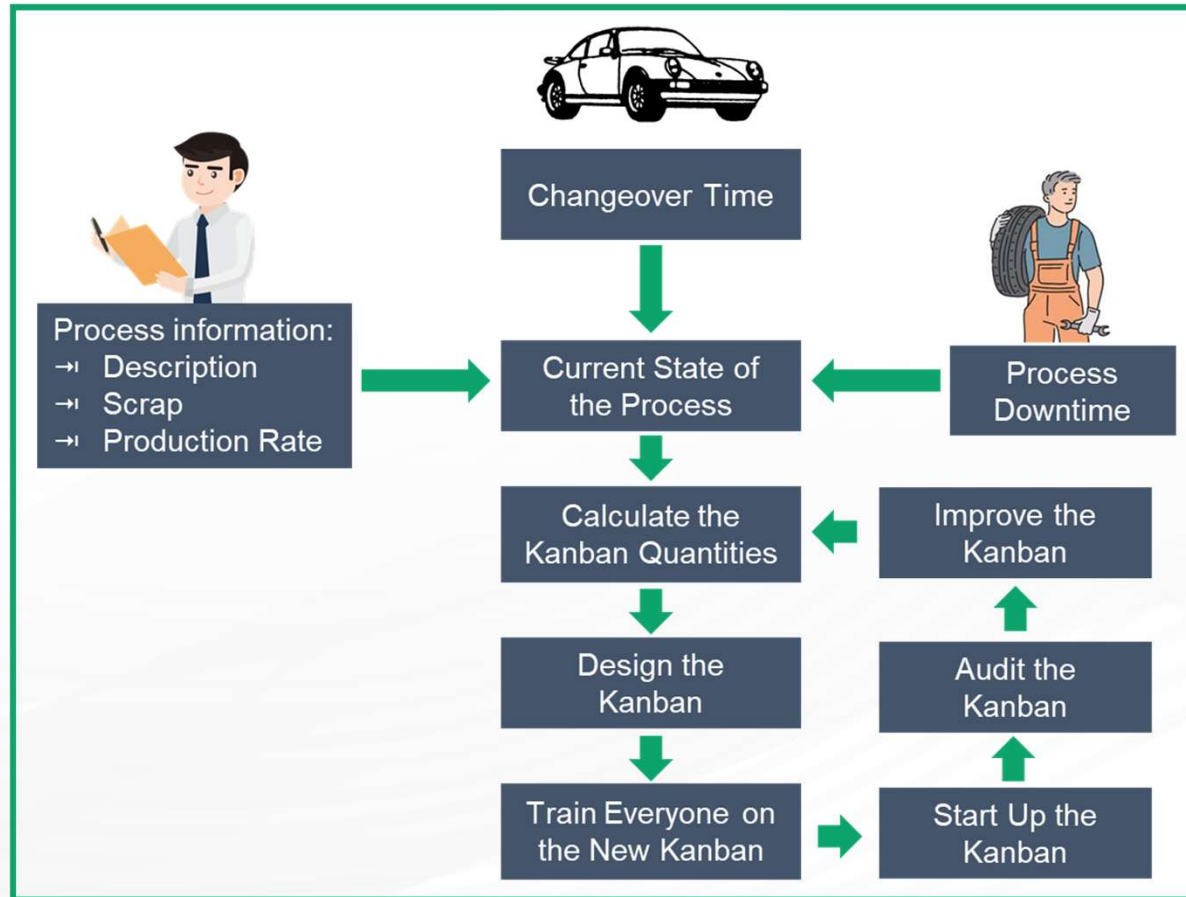 Changeover Time
Process information:
→ı Description
→ı Scrap
→ı Production Rate
Current State of
the Process
Process
Downtime
Calculate the
Kanban Quantities
Improve the
Kanban
Design the
Kanban
Audit the
Kanban
Train Everyone on
the New Kanban
Start Up the
Kanban